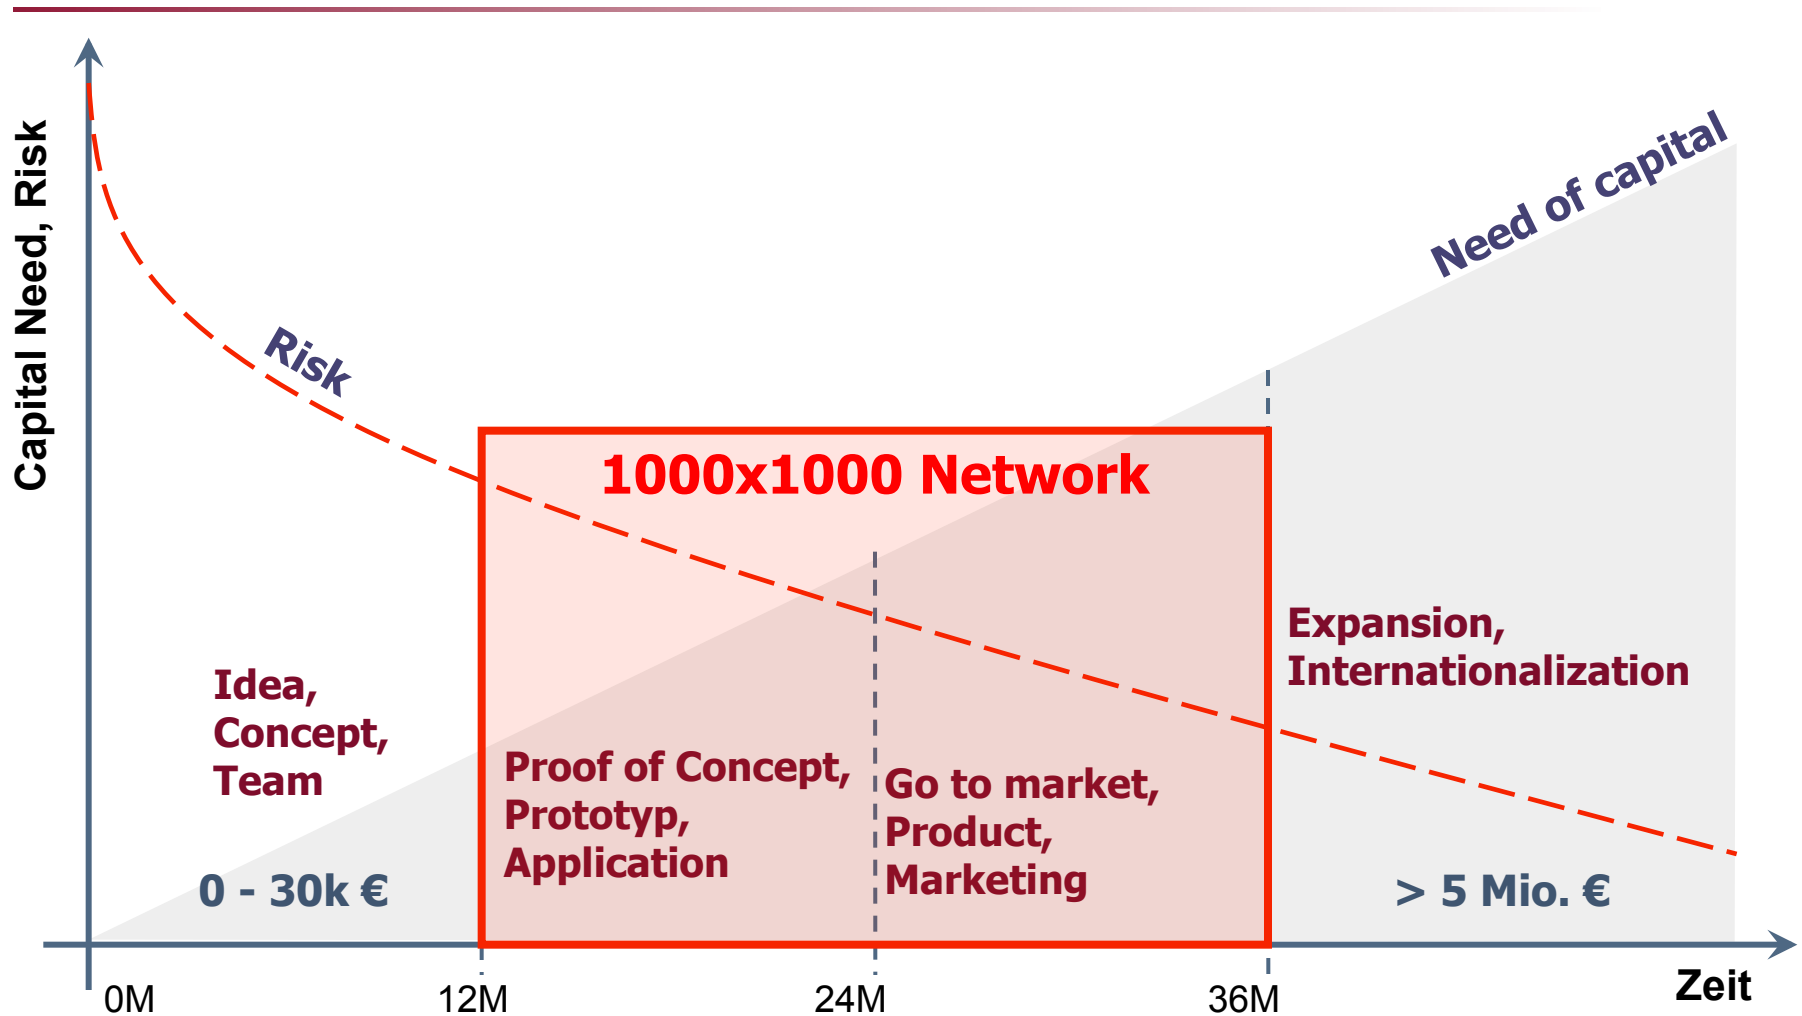 Capital Need, Risk
Need of capital
Risk
1000x1000 Network
Expansion,
Internationalization
Idea,
Concept,
Team
Proof of Concept,
Prototyp,
Application
Go to market,
Product,
Marketing
0 - 30k €
> 5 Mio. €
0M
12M
24M
36M
Zeit